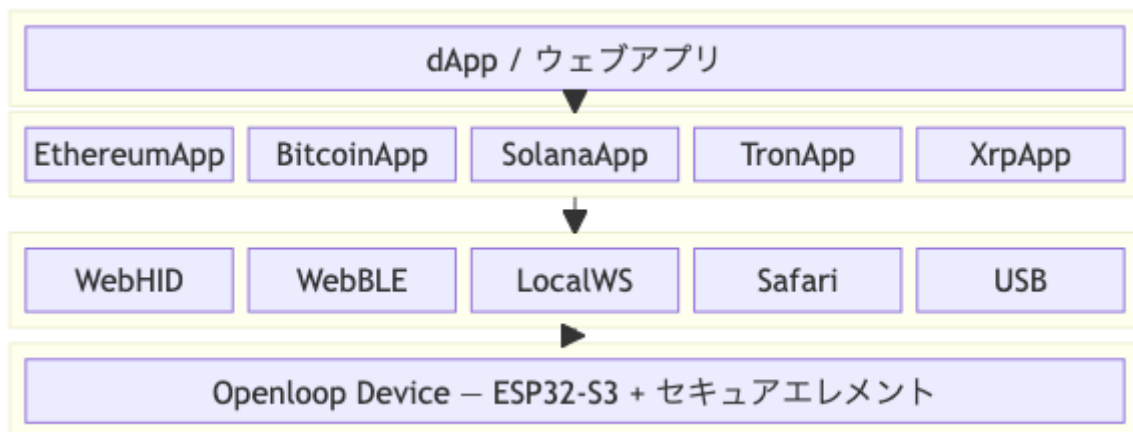 dApp / ウェブアプリ
EthereumApp BitcoinApp SolanaApp TronApp XrpApp
WebHID WebBLE LocalWS Safari USB
Openloop Device — ESP32-S3 + セキュアエレメント